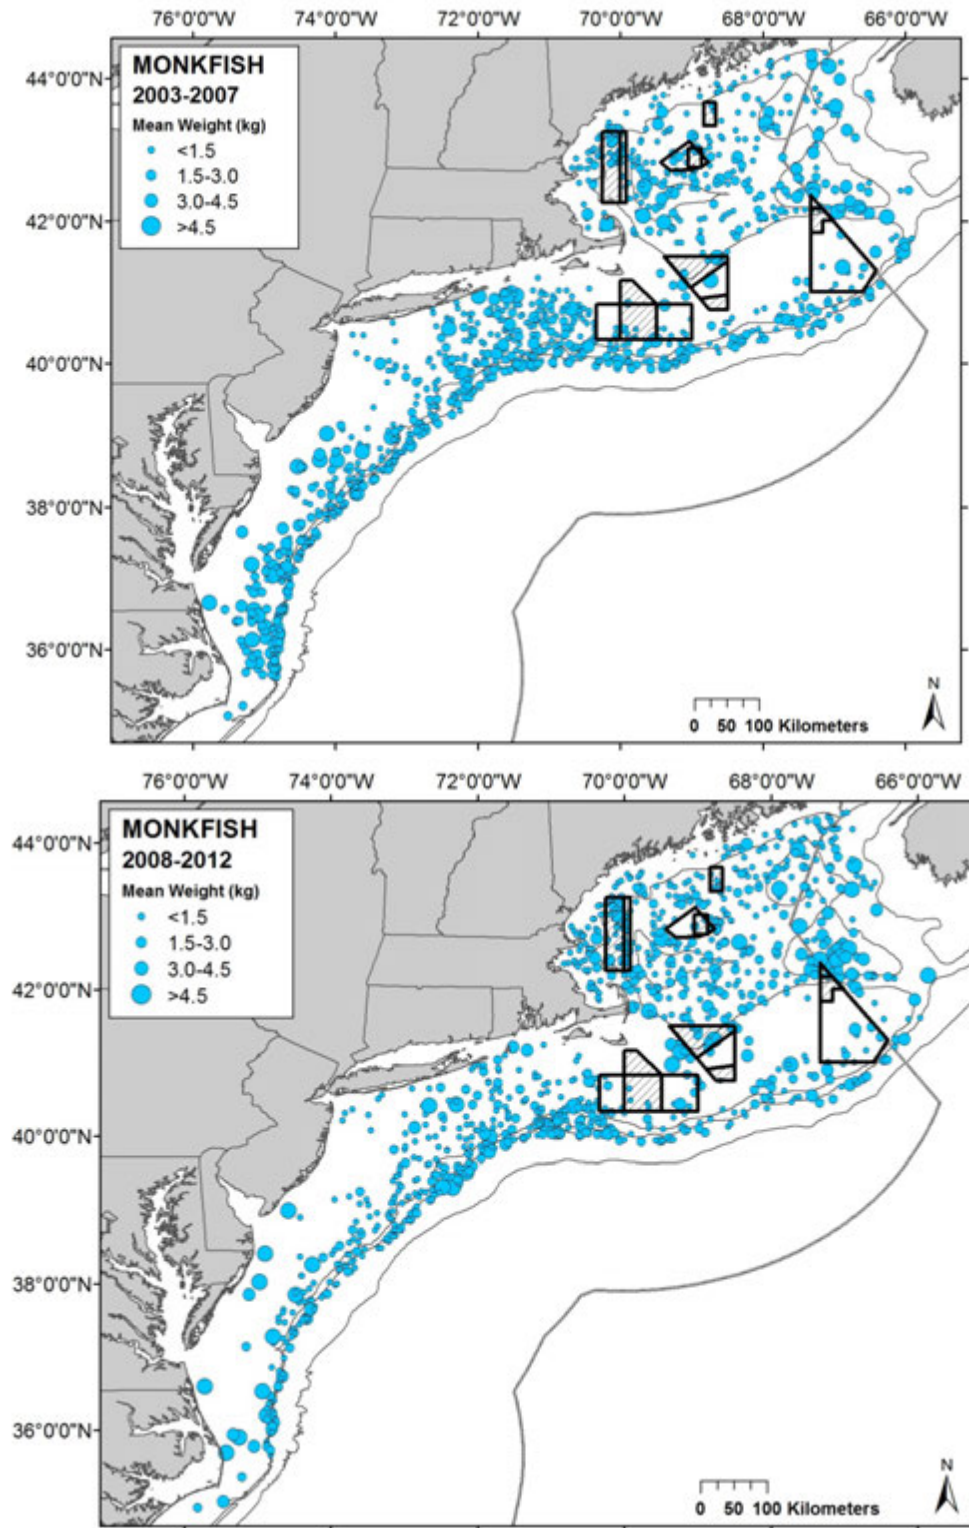 76°0'0"W 74°0'0"W 72°0'0"W 70°0'0"W 68°0'0"W 66°0'0"W
MONKFISH
2003-2007
Mean Weight (kg)
<1.5
1.5-3.0
3.0-4.5
>4.5
44°0'0"N
42°0'0"N
40°0'0"N
38°0'0"N
36°0'0"N
N
0 50 100 Kilometers
76°0'0"W 74°0'0"W 72°0'0"W 70°0'0"W 68°0'0"W 66°0'0"W
MONKFISH
2008-2012
Mean Weight (kg)
<1.5
1.5-3.0
3.0-4.5
>4.5
44°0'0"N
42°0'0"N
40°0'0"N
38°0'0"N
36°0'0"N
N
0 50 100 Kilometers